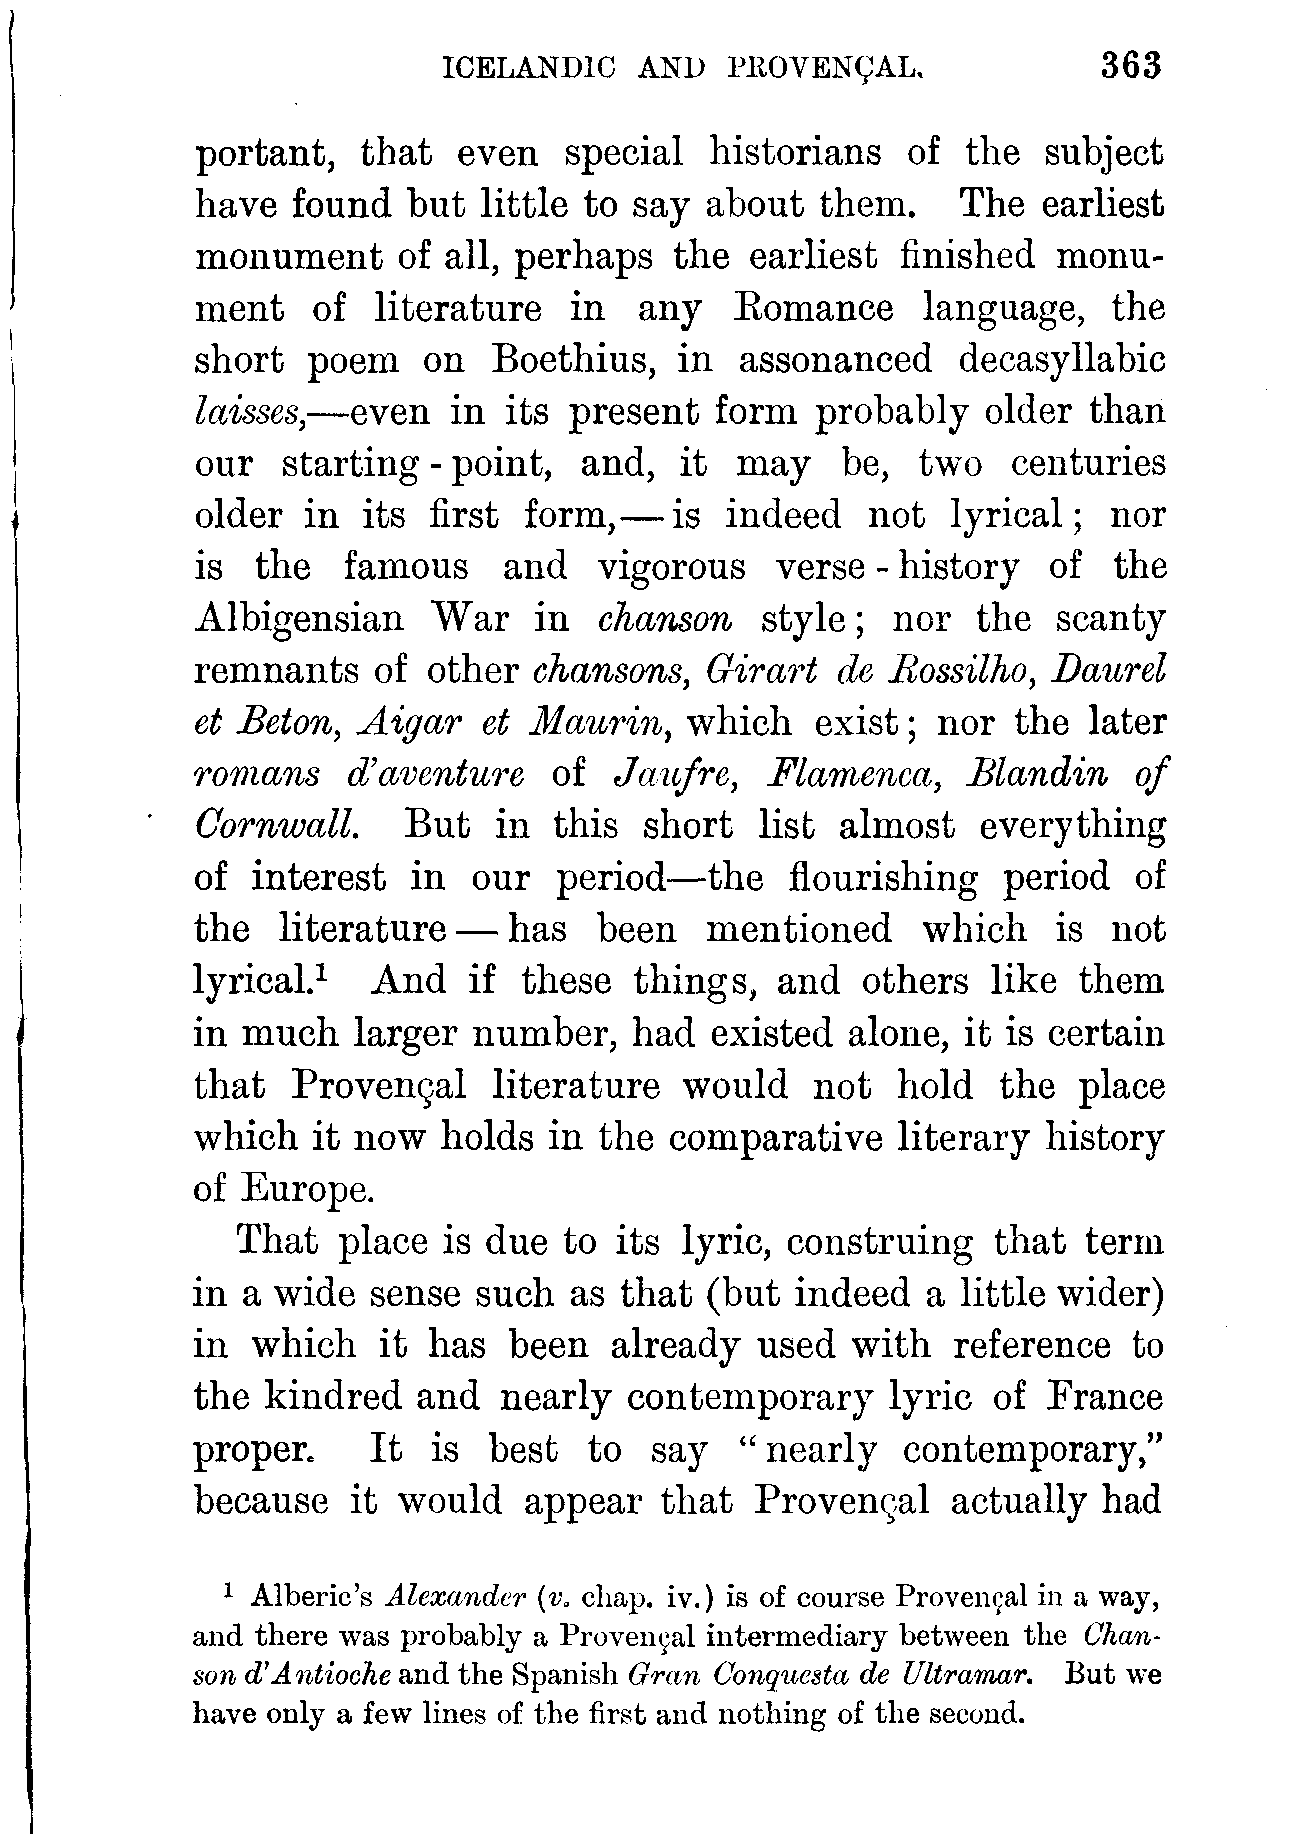 ICELANDIC AND PROVENÇAL. 363
portant, that even special historians of the subject
have found but little to say about them. The earliest
monument of all, perhaps the earliest finished monu-
ment of literature in any Romance language, the
short poem on Boethius, in assonanced decasyllabic
laisses,—even in its present form probably older than
our starting-point, and, it may be, two centuries
older in its first form,—is indeed not lyrical; nor
is the famous and vigorous verse-history of the
Albigensian War in chanson style; nor the scanty
remnants of other chansons, Girart de Rossilho, Daurel
et Beton, Aigar et Maurin, which exist; nor the later
romans d'aventure of Jaufre, Flamenca, Blandin of
Cornwall. But in this short list almost everything
of interest in our period—the flourishing period of
the literature—has been mentioned which is not
lyrical.¹ And if these things, and others like them
in much larger number, had existed alone, it is certain
that Provençal literature would not hold the place
which it now holds in the comparative literary history
of Europe.
That place is due to its lyric, construing that term
in a wide sense such as that (but indeed a little wider)
in which it has been already used with reference to
the kindred and nearly contemporary lyric of France
proper. It is best to say “nearly contemporary,”
because it would appear that Provençal actually had
¹ Alberic's Alexander (v. chap. iv.) is of course Provençal in a way,
and there was probably a Provençal intermediary between the Chan-
son d'Antioche and the Spanish Gran Conquesta de Ultramar. But we
have only a few lines of the first and nothing of the second.